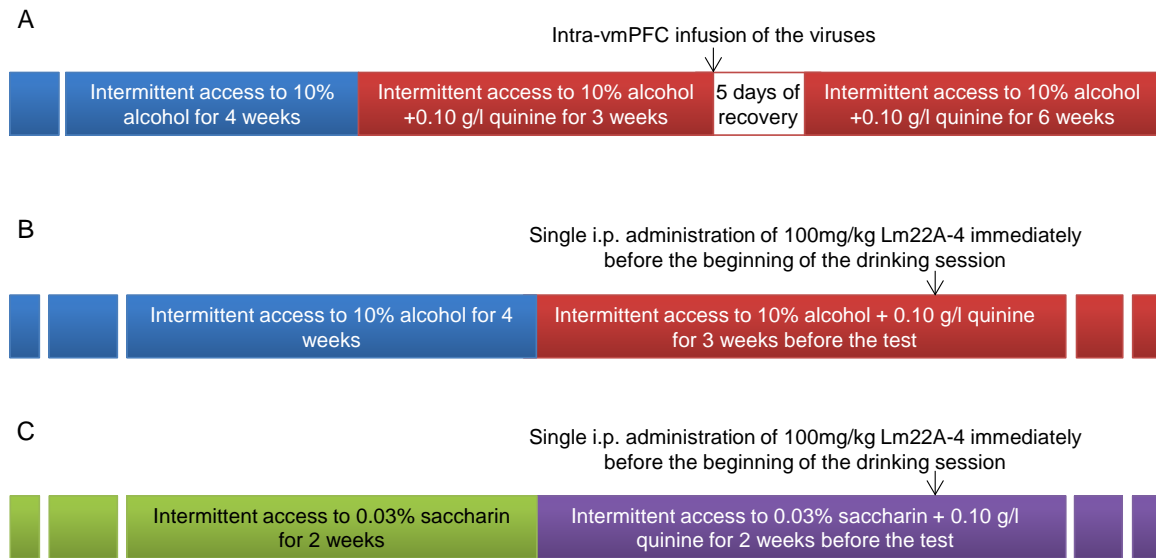 A
Intra-vmPFC infusion of the viruses
Intermittent access to 10%
alcohol for 4 weeks
Intermittent access to 10% alcohol
+0.10 g/l quinine for 3 weeks
5 days of
recovery
Intermittent access to 10% alcohol
+0.10 g/l quinine for 6 weeks
B
Single i.p. administration of 100mg/kg Lm22A-4 immediately
before the beginning of the drinking session
Intermittent access to 10% alcohol for 4
weeks
Intermittent access to 10% alcohol + 0.10 g/l quinine
for 3 weeks before the test
C
Single i.p. administration of 100mg/kg Lm22A-4 immediately
before the beginning of the drinking session
Intermittent access to 0.03% saccharin
for 2 weeks
Intermittent access to 0.03% saccharin + 0.10 g/l
quinine for 2 weeks before the test